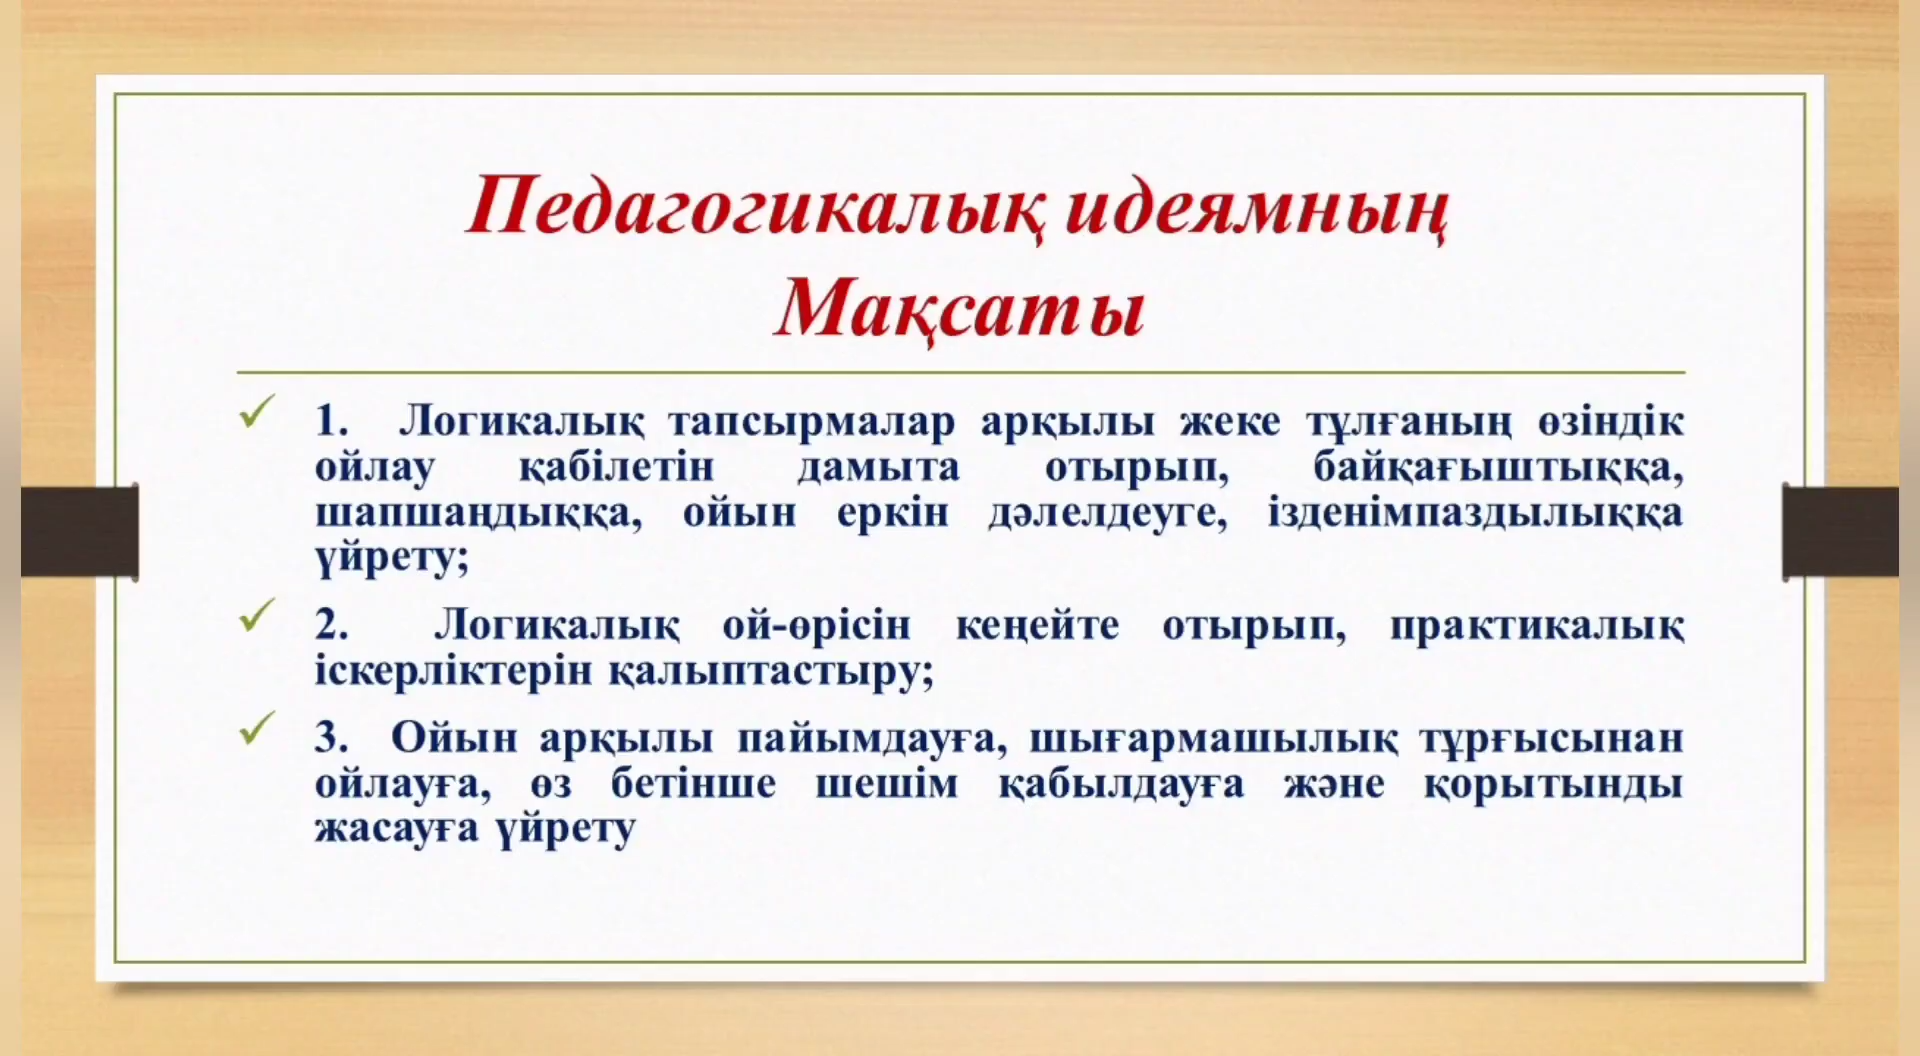 Педагогикалық идеямның
Мақсаты
1. Логикалық тапсырмалар арқылы жеке тұлғаның өзіндік
ойлау қабілетін дамыта отырып, байқағыштыққа,
шапшаңдыққа, ойын еркін дәлелдеуге, ізденімпаздылыққа
үйрету;
2. Логикалық ой-өрісін кеңейте отырып, практикалық
іскерліктерін қалыптастыру;
3. Ойын арқылы пайымдауға, шығармашылық тұрғысынан
ойлауға, өз бетінше шешім қабылдауға және қорытынды
жасауға үйрету